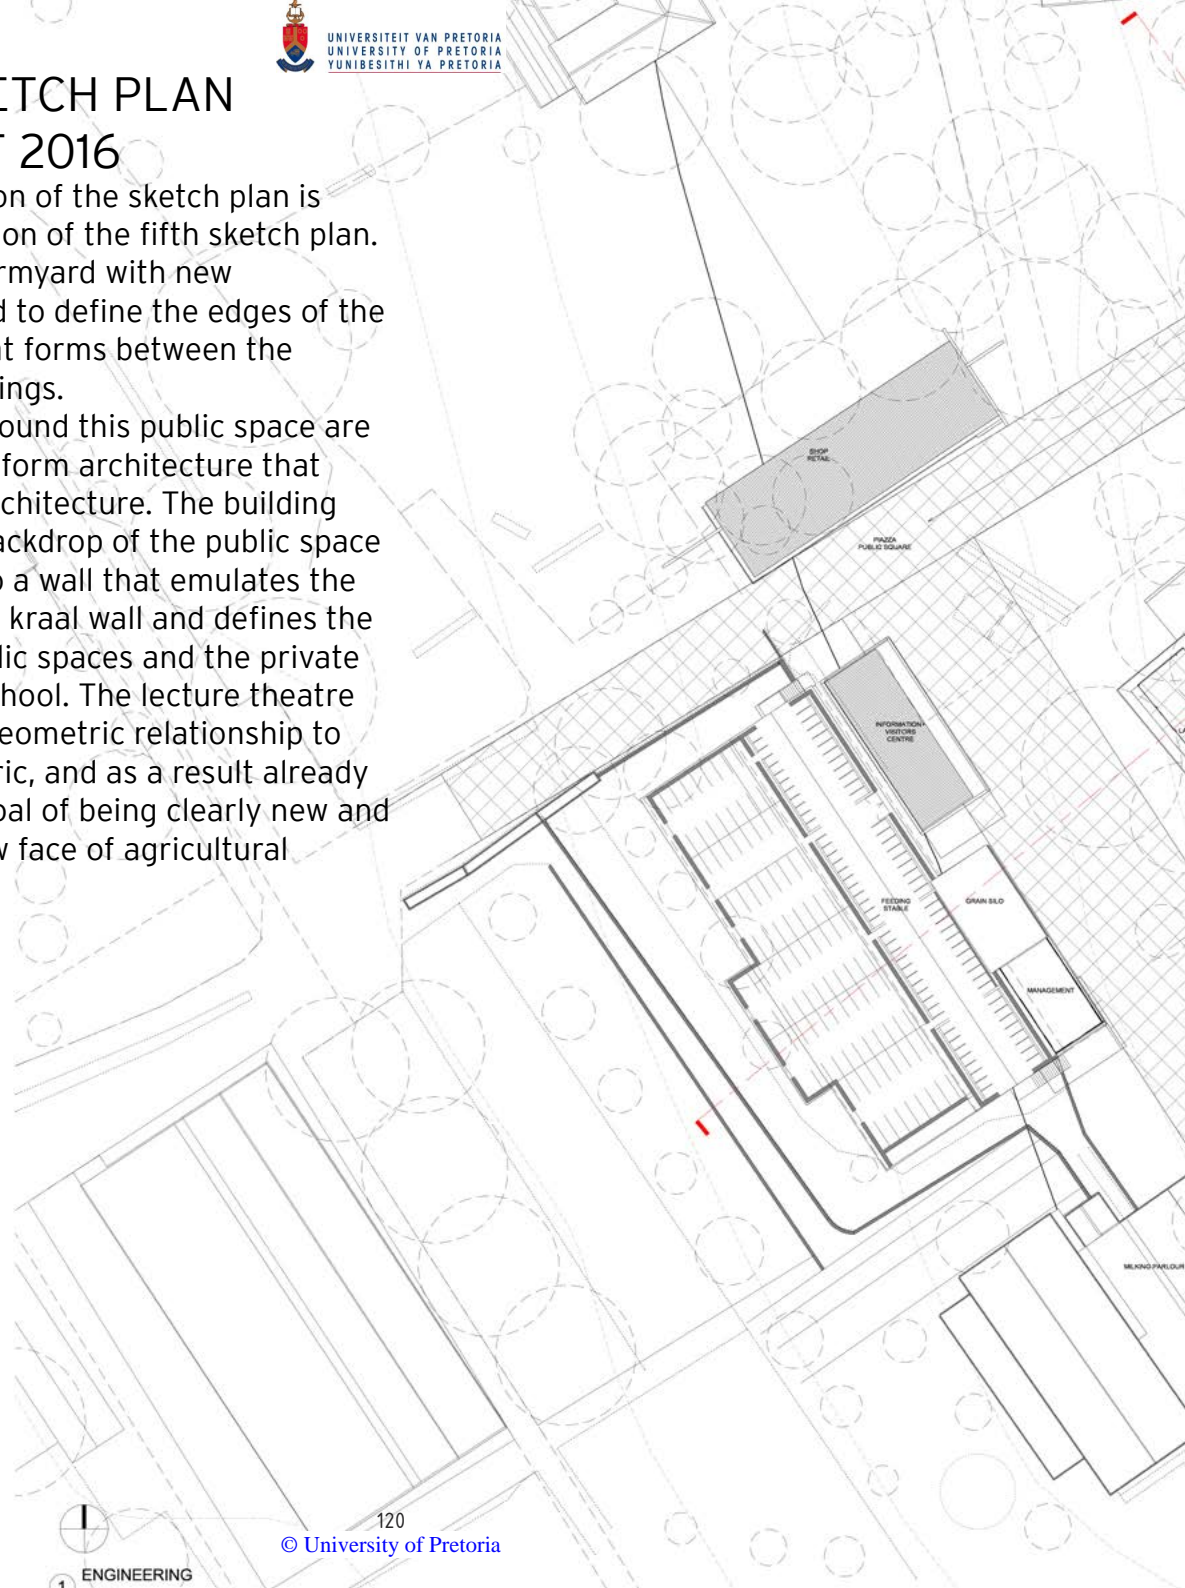 UNIVERSITEIT VAN PRETORIA
UNIVERSITY OF PRETORIA
YUNIBESITHI YA PRETORIA
ETCH PLAN
T 2016
on of the sketch plan is
ion of the fifth sketch plan.
rmyard with new
d to define the edges of the
at forms between the
ings.
ound this public space are
form architecture that
chitecture. The building
ackdrop of the public space
o a wall that emulates the
kraal wall and defines the
lic spaces and the private
chool. The lecture theatre
eometric relationship to
ric, and as a result already
oal of being clearly new and
w face of agricultural
SHOP
RETAIL
PIAZZA
PUBLIC SQUARE
INFORMATION+
VISITORS
CENTRE
FEEDING
STABLE
GRAIN SILO
MANAGEMENT
MILKING PARLOUR
120
© University of Pretoria
ENGINEERING
1